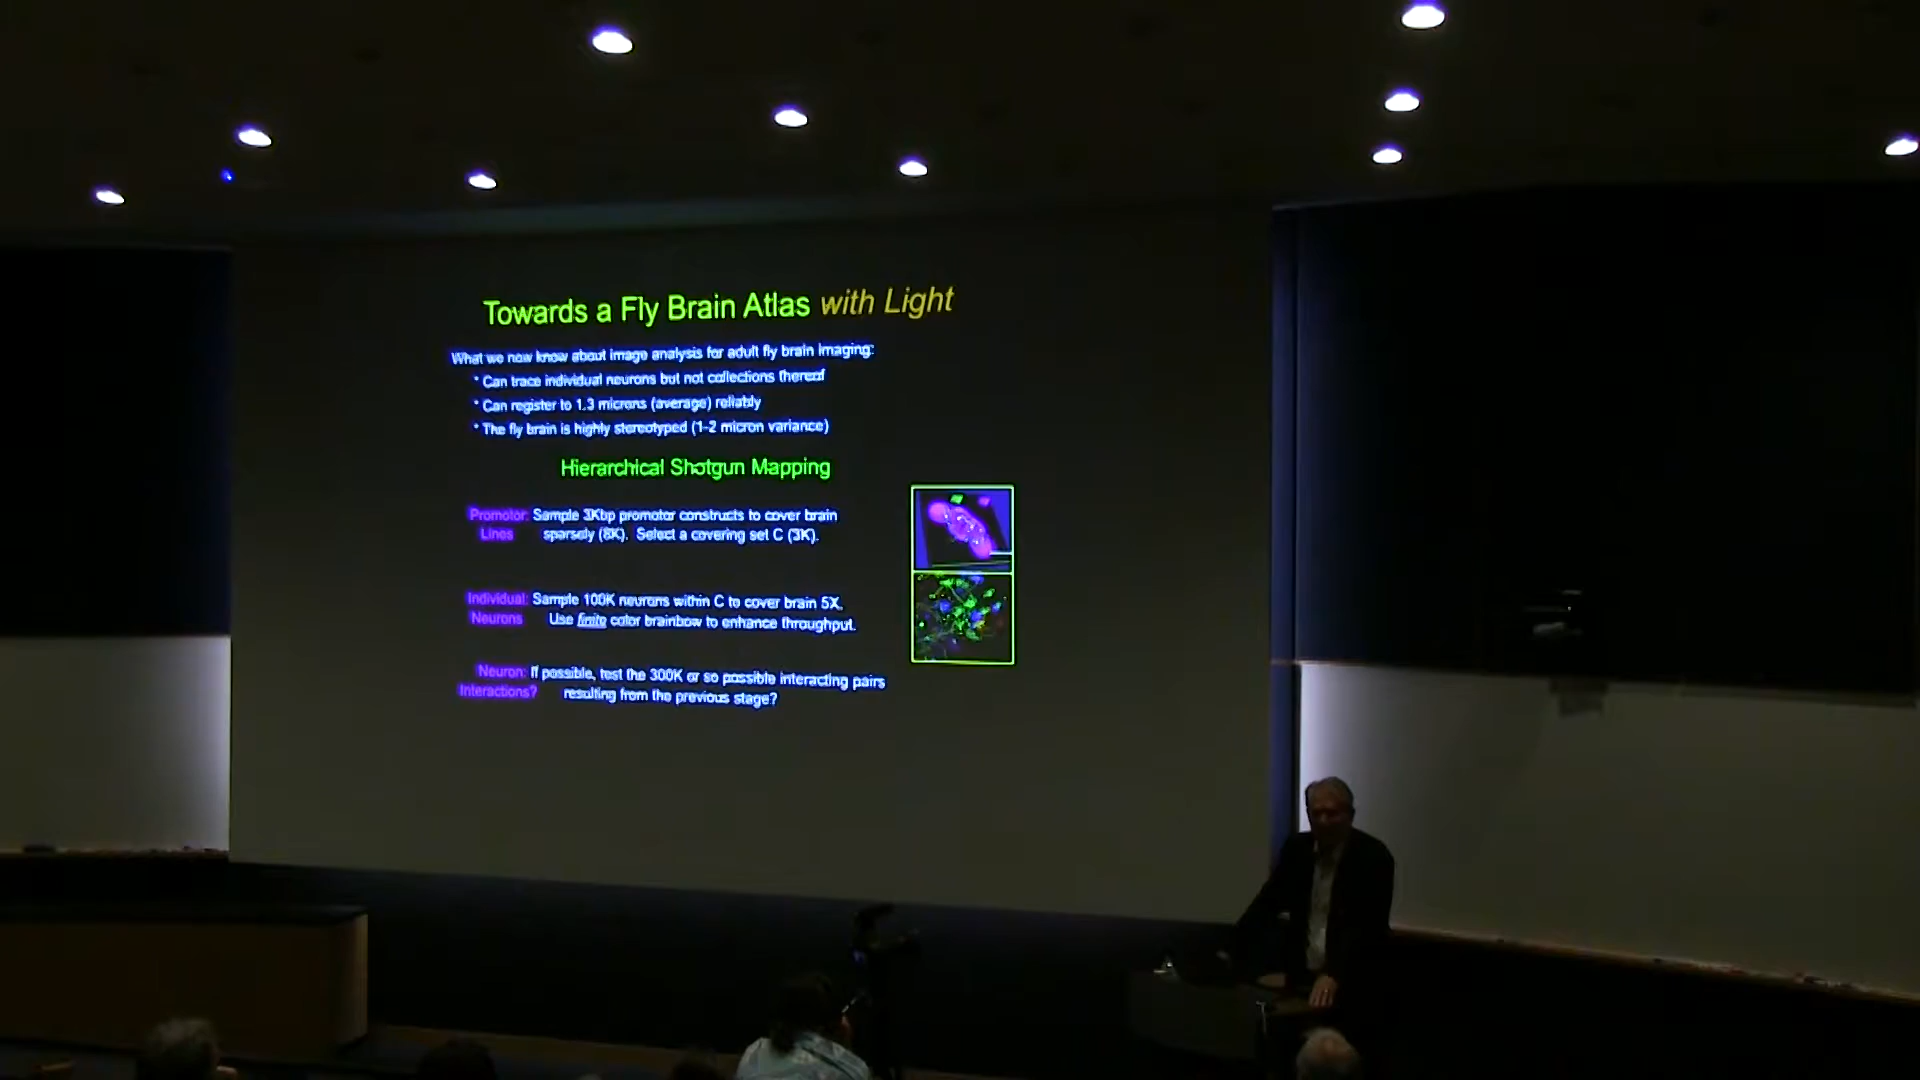 Towards a Fly Brain Atlas with Light
What we now know about image analysis for adult fly brain imaging:
* Can trace individual neurons but not collections thereof
* Can register to 1.3 microns (average) reliably
* The fly brain is highly stereotyped (1-2 micron variance)
Hierarchical Shotgun Mapping
Promotor: Sample 3Kbp promotor constructs to cover brain
Lines sparsely (8K). Select a covering set C (3K).
Individual: Sample 100K neurons within C to cover brain 5X.
Neurons Use finite color brainbow to enhance throughput.
Neuron: If possible, test the 300K or so possible interacting pairs
Interactions? resulting from the previous stage?